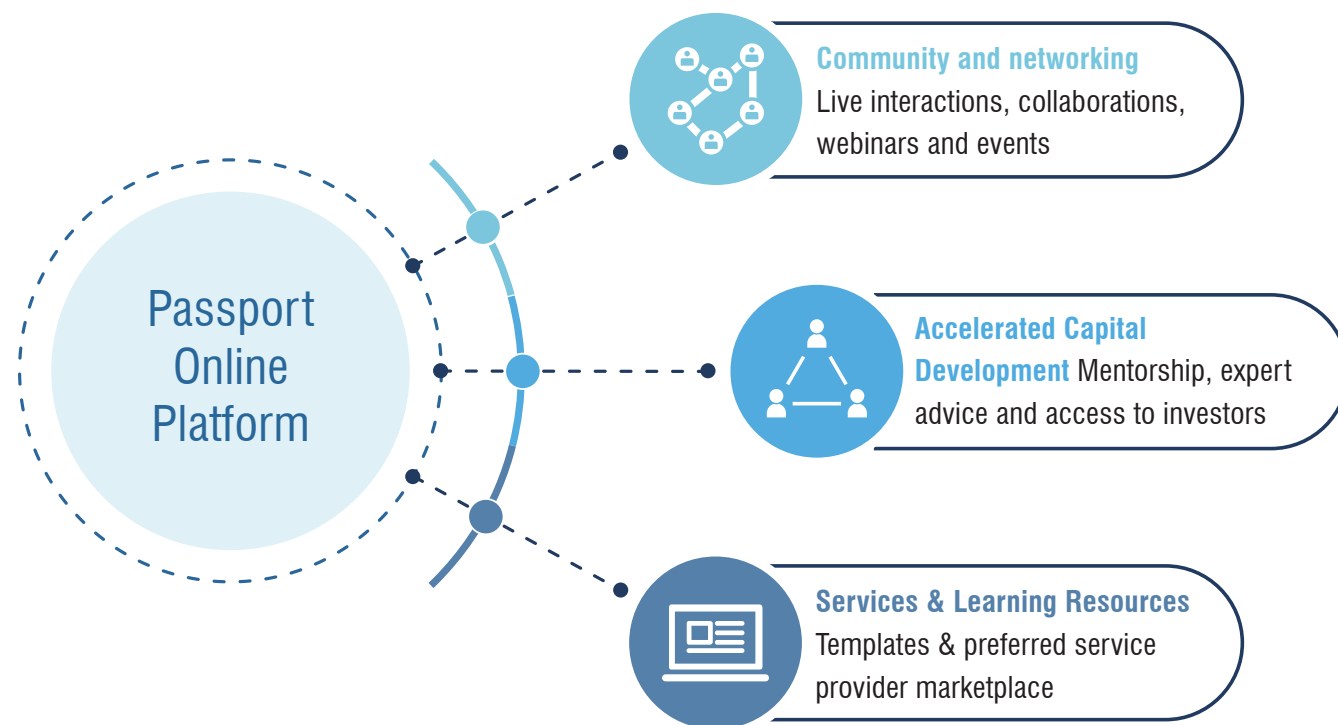 Passport
Online
Platform
Community and networking
Live interactions, collaborations,
webinars and events
Accelerated Capital
Development Mentorship, expert
advice and access to investors
Services & Learning Resources
Templates & preferred service
provider marketplace